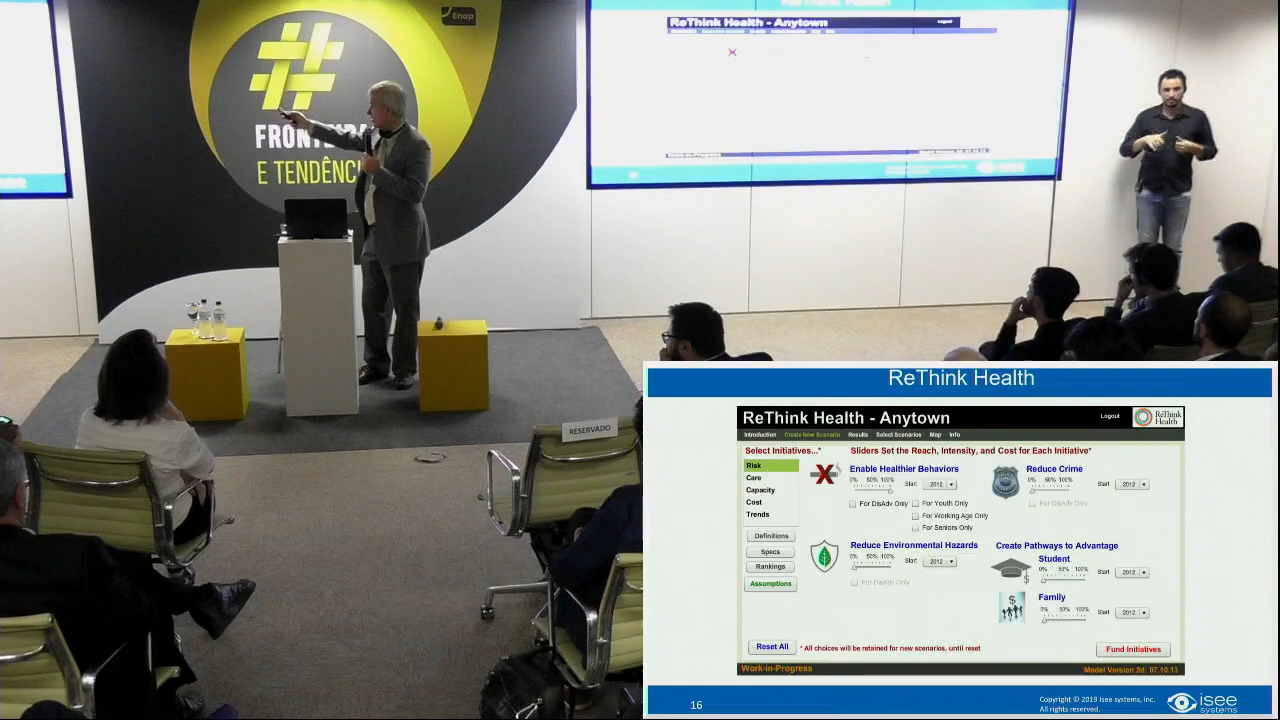 Enap
#
FRONTEIRA
E TENDÊNCI
ReThink Health
ReThink Health - Anytown
Logout
RESERVADO
ReThink Health
ReThink Health - Anytown
Logout
ReThink
Health
Introduction Create New Scenario Results Select Scenarios Map Info
Select Initiatives...*
Sliders Set the Reach, Intensity, and Cost for Each Initiative*
Risk
Care
Capacity
Cost
Trends
Definitions
Specs
Rankings
Assumptions
Enable Healthier Behaviors
0% 50% 100%
Start 2012
For DisAdv Only
For Youth Only
For Working Age Only
For Seniors Only
Reduce Crime
0% 50% 100%
Start 2012
For DisAdv Only
Reduce Environmental Hazards
0% 50% 100%
Start 2012
For DisAdv Only
Create Pathways to Advantage
Student
0% 50% 100%
Start 2012
Family
0% 50% 100%
Start 2012
Reset All
* All choices will be retained for new scenarios, until reset
Fund Initiatives
Work-in-Progress
Model Version 2d: 07.10.13
16
Copyright © 2019 isee systems, inc.
All rights reserved.
isee
systems